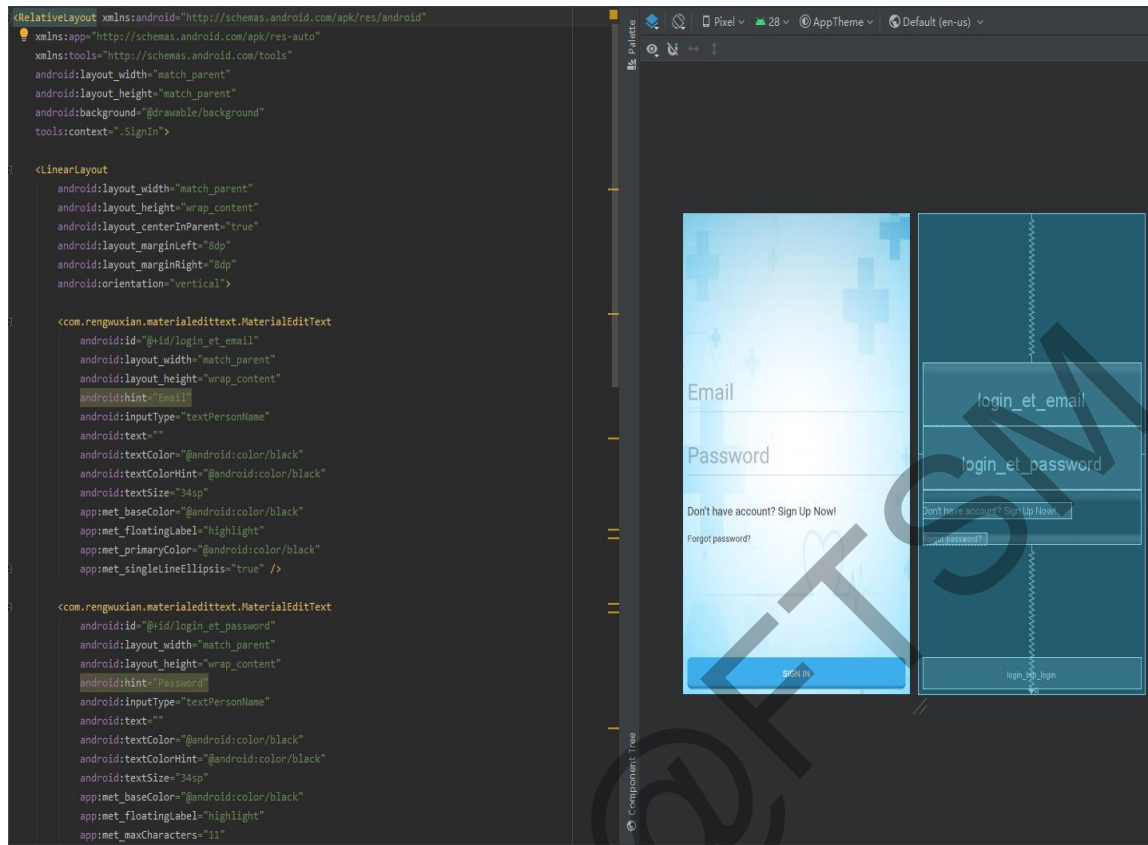 <RelativeLayout xmlns:android="http://schemas.android.com/apk/res/android"
xmlns:app="http://schemas.android.com/apk/res-auto"
xmlns:tools="http://schemas.android.com/tools"
android:layout_width="match_parent"
android:layout_height="match_parent"
android:background="@drawable/background"
tools:context=".SignIn">
<LinearLayout
android:layout_width="match_parent"
android:layout_height="wrap_content"
android:layout_centerInParent="true"
android:layout_marginLeft="8dp"
android:layout_marginRight="8dp"
android:orientation="vertical">
<com.rengwuxian.materialedittext.MaterialEditText
android:id="@+id/login_et_email"
android:layout_width="match_parent"
android:layout_height="wrap_content"
android:hint="Email"
android:inputType="textPersonName"
android:text=""
android:textColor="@android:color/black"
android:textColorHint="@android:color/black"
android:textSize="34sp"
app:met_baseColor="@android:color/black"
app:met_floatingLabel="highlight"
app:met_primaryColor="@android:color/black"
app:met_singleLineEllipsis="true" />
<com.rengwuxian.materialedittext.MaterialEditText
android:id="@+id/login_et_password"
android:layout_width="match_parent"
android:layout_height="wrap_content"
android:hint="Password"
android:inputType="textPersonName"
android:text=""
android:textColor="@android:color/black"
android:textColorHint="@android:color/black"
android:textSize="34sp"
app:met_baseColor="@android:color/black"
app:met_floatingLabel="highlight"
app:met_maxCharacters="11"
Palette
Component Tree
Pixel 28 AppTheme Default (en-us)
Email
Password
Don't have account? Sign Up Now!
Forgot password?
SIGN IN
login_et_email
login_et_password
Don't have account? Sign Up Now!
Forgot password?
login_btn_login
@FTSM